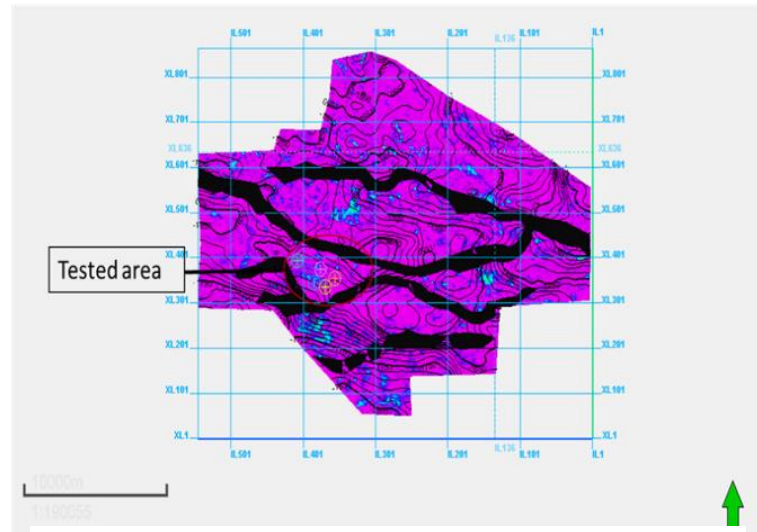 IL501 IL401 IL301 IL201 IL136 IL101 IL1
XL801 XL801
XL701 XL701
XL636 XL636
XL601 XL601
XL501 XL501
XL401 XL401
Tested area
XL301 XL301
XL201 XL201
XL101 XL101
XL1 XL1
IL501 IL401 IL301 IL201 IL136 IL101 IL1
10000m
1:190055